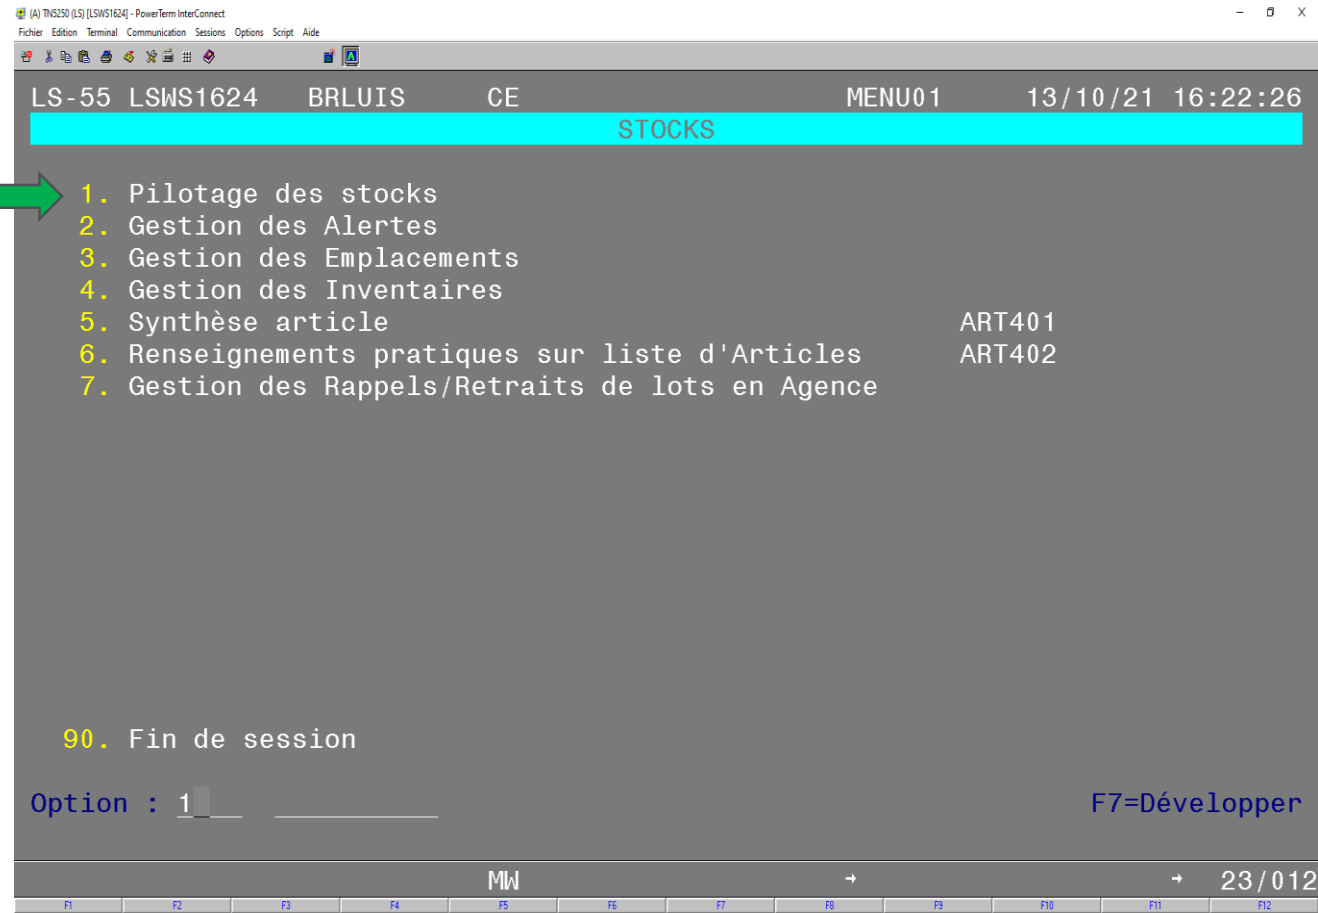 (A) TN5250 (LS) [LSWS1624] - PowerTerm InterConnect
Fichier Edition Terminal Communication Sessions Options Script Aide
LS-55 LSWS1624 BRLUIS CE MENU01 13/10/21 16:22:26
STOCKS
1. Pilotage des stocks
2. Gestion des Alertes
3. Gestion des Emplacements
4. Gestion des Inventaires
5. Synthèse article ART401
6. Renseignements pratiques sur liste d'Articles ART402
7. Gestion des Rappels/Retraits de lots en Agence
90. Fin de session
Option : 1 F7=Développer
MW → → 23/012
F1 F2 F3 F4 F5 F6 F7 F8 F9 F10 F11 F12